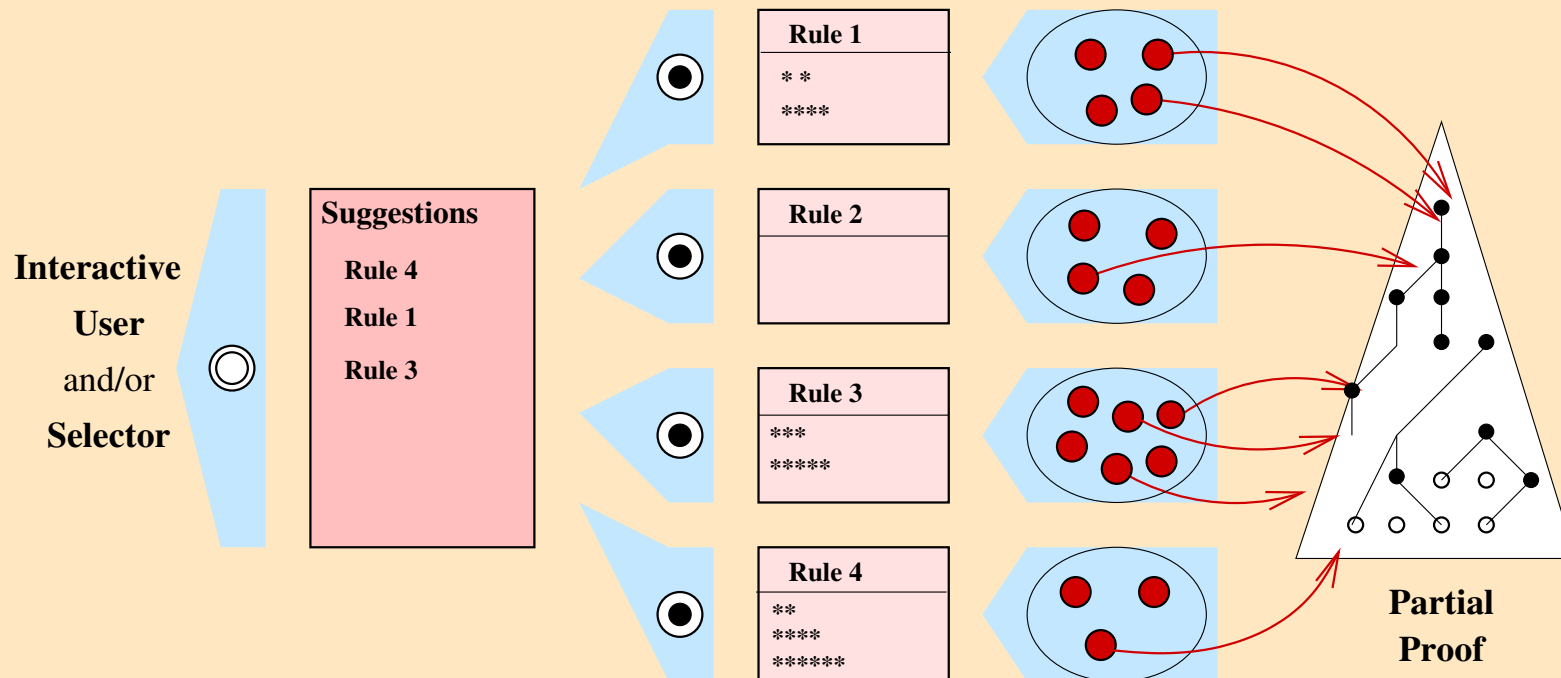 Interactive
User
and/or
Selector
Suggestions
Rule 4
Rule 1
Rule 3
Rule 1
* *
****
Rule 2
Rule 3
***
*****
Rule 4
**
****
******
Partial
Proof